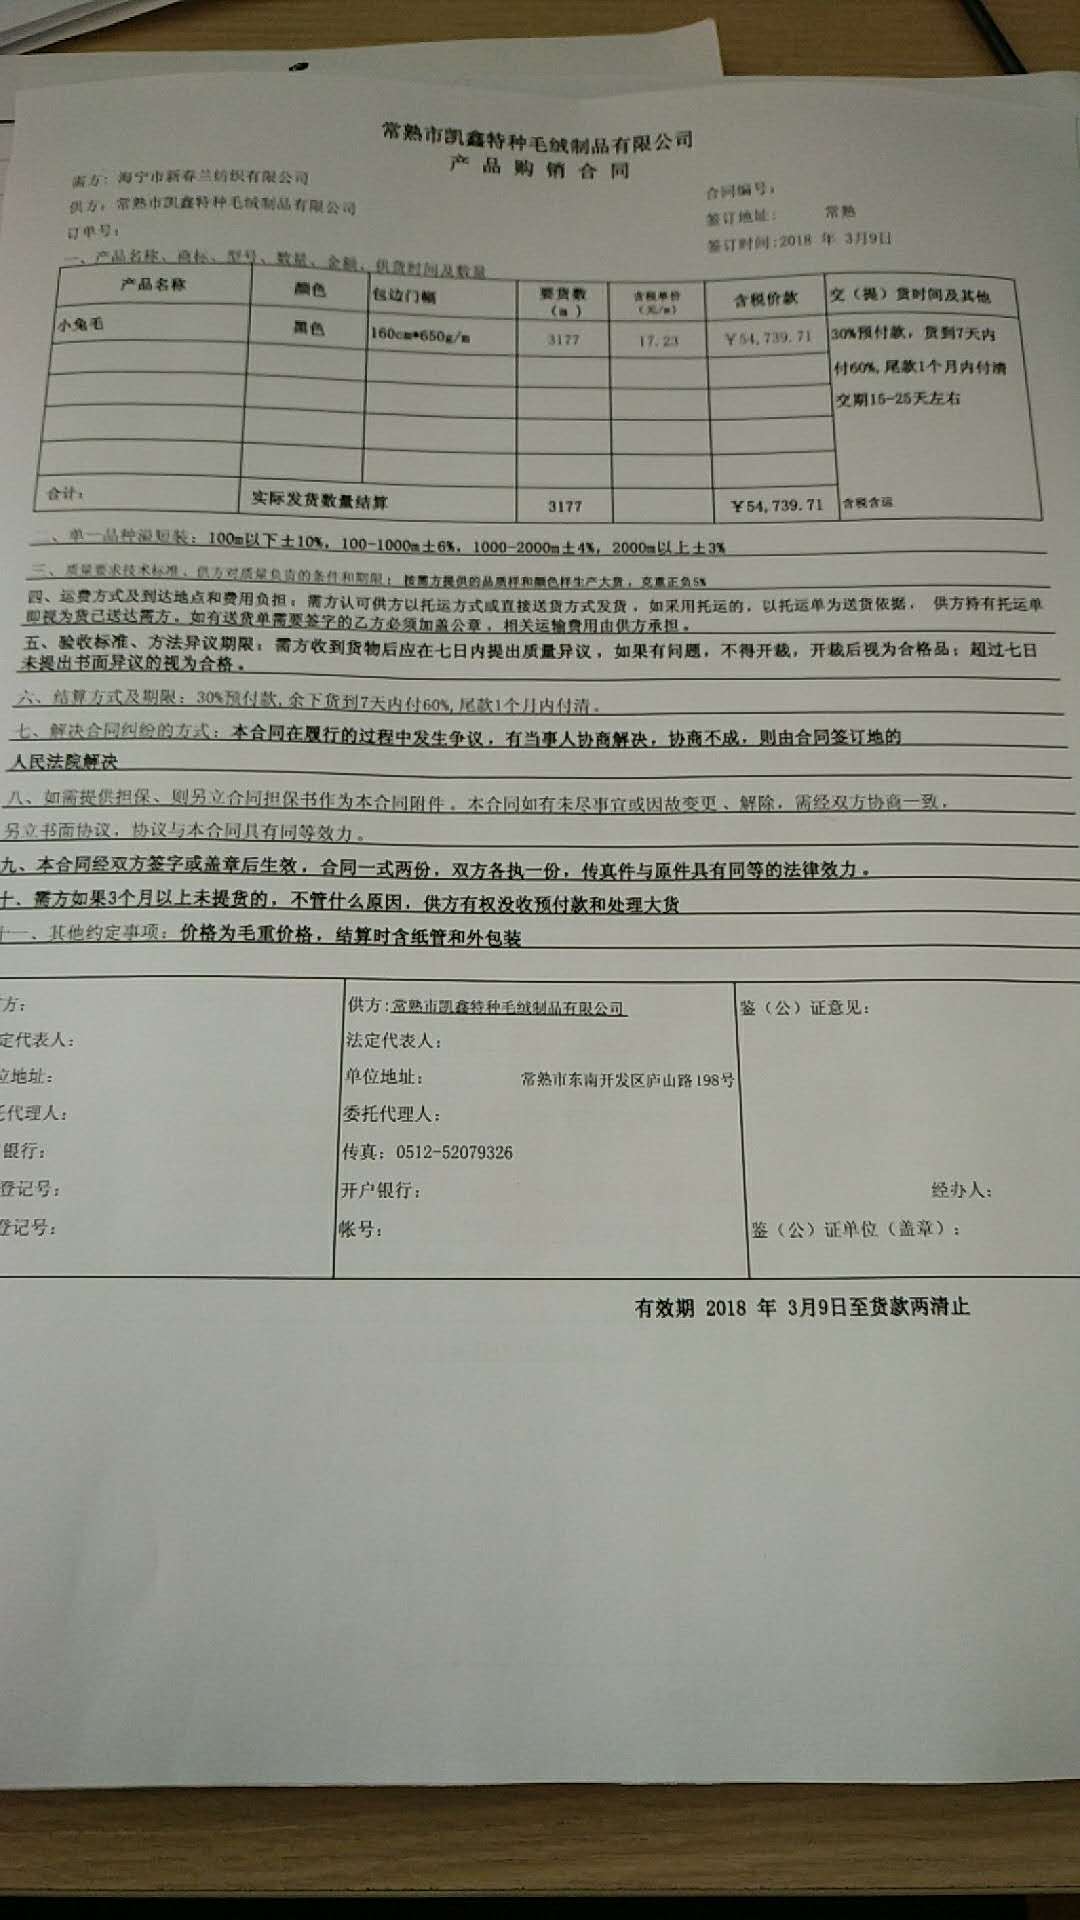 常熟市凯鑫特种毛绒制品有限公司
产品购销合同
需方：海宁市新春兰纺织有限公司
供方：常熟市凯鑫特种毛绒制品有限公司
订单号：
合同编号：
签订地址： 常熟
签订时间：2018 年 3月9日
一、产品名称、商标、型号、数量、金额、供货时间及数量
产品名称 颜色 包边门幅 要货数（m） 含税单价（元/m） 含税价款 交（提）货时间及其他
小兔毛 黑色 160cm*650g/m 3177 17.23 ￥54,739.71 30%预付款，货到7天内
付60%,尾款1个月内付清
交期15-25天左右
合计： 实际发货数量结算 3177 ￥54,739.71 含税含运
二、单一品种溢短装：100m以下±10%，100-1000m±6%，1000-2000m±4%，2000m以上±3%
三、质量要求技术标准、供方对质量负责的条件和期限：按需方提供的品质样和颜色样生产大货，克重正负5%
四、运费方式及到达地点和费用负担：需方认可供方以托运方式或直接送货方式发货，如采用托运的，以托运单为送货依据， 供方持有托运单
即视为货已送达需方。如有送货单需要签字的乙方必须加盖公章，相关运输费用由供方承担。
五、验收标准、方法异议期限：需方收到货物后应在七日内提出质量异议，如果有问题，不得开裁，开裁后视为合格品；超过七日
未提出书面异议的视为合格。
六、结算方式及期限：30%预付款,余下货到7天内付60%,尾款1个月内付清。
七、解决合同纠纷的方式：本合同在履行的过程中发生争议，有当事人协商解决，协商不成，则由合同签订地的
人民法院解决
八、如需提供担保、则另立合同担保书作为本合同附件。本合同如有未尽事宜或因故变更、解除，需经双方协商一致，
另立书面协议，协议与本合同具有同等效力。
九、本合同经双方签字或盖章后生效，合同一式两份，双方各执一份，传真件与原件具有同等的法律效力。
十、需方如果3个月以上未提货的，不管什么原因，供方有权没收预付款和处理大货
十一、其他约定事项：价格为毛重价格，结算时含纸管和外包装
方：
定代表人：
位地址：
托代理人：
银行：
登记号：
登记号：
供方：常熟市凯鑫特种毛绒制品有限公司
法定代表人：
单位地址： 常熟市东南开发区庐山路198号
委托代理人：
传真：0512-52079326
开户银行：
帐号：
鉴（公）证意见：
经办人：
鉴（公）证单位（盖章）：
有效期 2018 年 3月9日至货款两清止